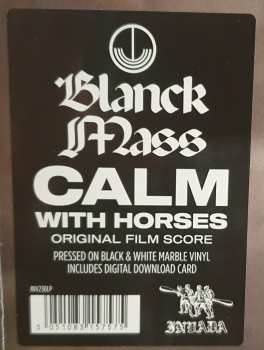 Blanck
Mass
CALM
WITH HORSES
ORIGINAL FILM SCORE
PRESSED ON BLACK & WHITE MARBLE VINYL
INCLUDES DIGITAL DOWNLOAD CARD
INV230LP
INVADA